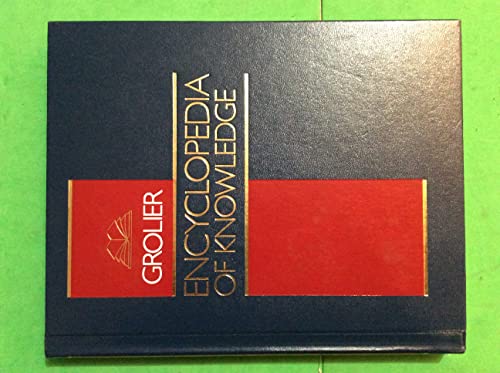 GROLIER
ENCYCLOPEDIA
OF KNOWLEDGE